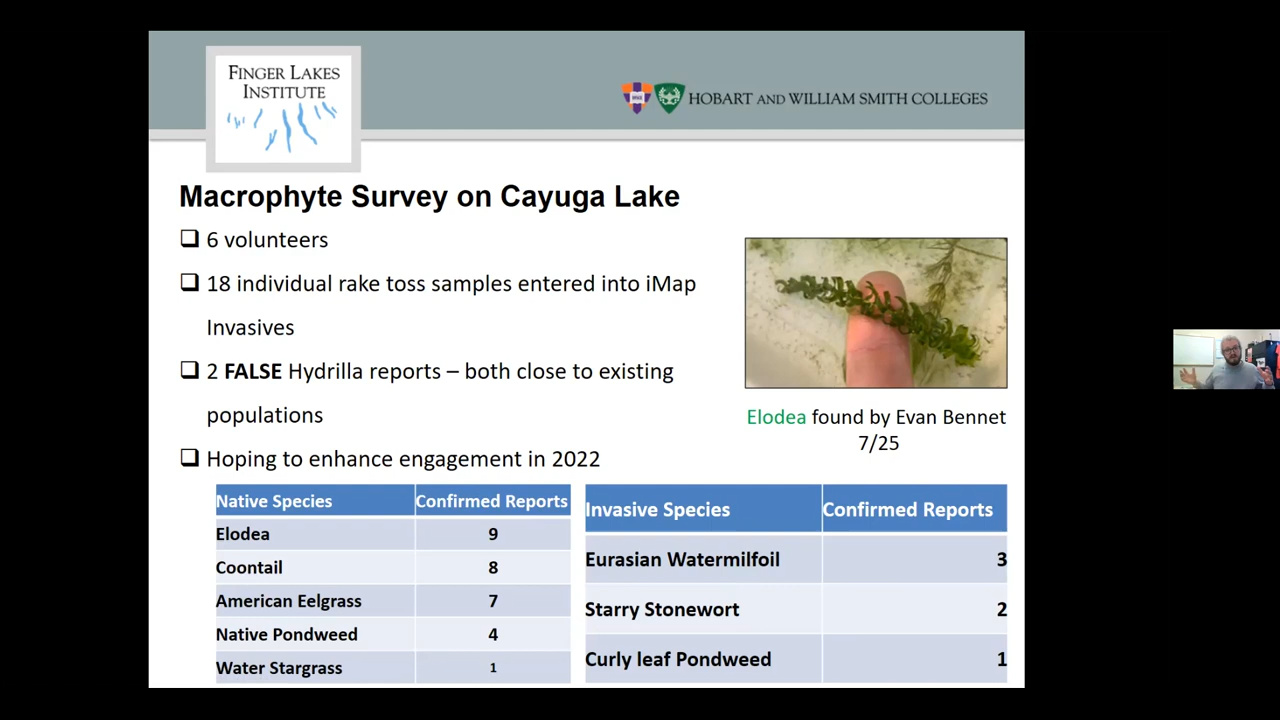 FINGER LAKES
INSTITUTE
HOBART AND WILLIAM SMITH COLLEGES
Macrophyte Survey on Cayuga Lake
6 volunteers
18 individual rake toss samples entered into iMap
Invasives
2 FALSE Hydrilla reports – both close to existing
populations
Hoping to enhance engagement in 2022
Elodea found by Evan Bennet
7/25
Native Species Confirmed Reports
Elodea 9
Coontail 8
American Eelgrass 7
Native Pondweed 4
Water Stargrass 1
Invasive Species Confirmed Reports
Eurasian Watermilfoil 3
Starry Stonewort 2
Curly leaf Pondweed 1